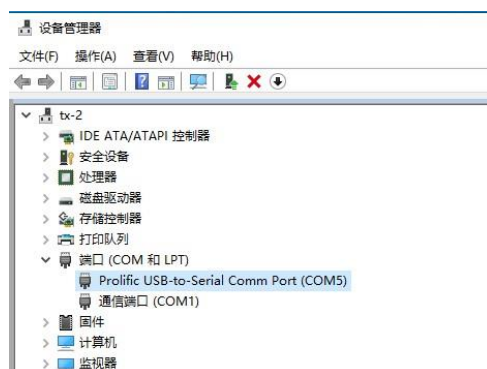 设备管理器
文件(F) 操作(A) 查看(V) 帮助(H)
tx-2
IDE ATA/ATAPI 控制器
安全设备
处理器
磁盘驱动器
存储控制器
打印队列
端口 (COM 和 LPT)
Prolific USB-to-Serial Comm Port (COM5)
通信端口 (COM1)
固件
计算机
监视器